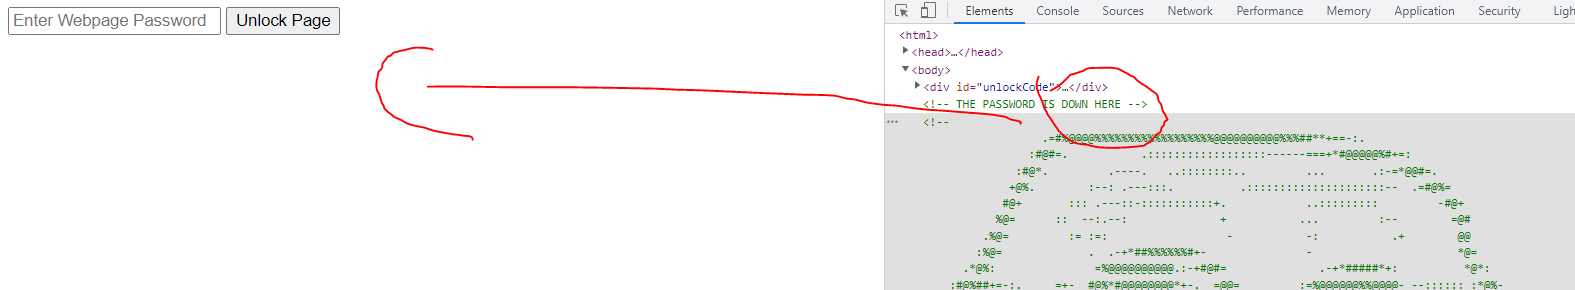 Enter Webpage Password Unlock Page
Elements Console Sources Network Performance Memory Application Security Ligh
<html>
<head>…</head>
<body>
<div id="unlockCode">…</div>
<!-- THE PASSWORD IS DOWN HERE -->
<!--